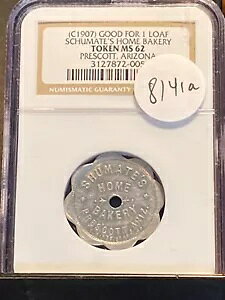 (C1907) GOOD FOR 1 LOAF
SCHUMATE'S HOME BAKERY
TOKEN MS 62
PRESCOTT, ARIZONA
3127872-005
NUMISMATIC GUARANTY
8141a
SHUMATE'S
HOME
BAKERY
PRESCOTT, ARIZ.